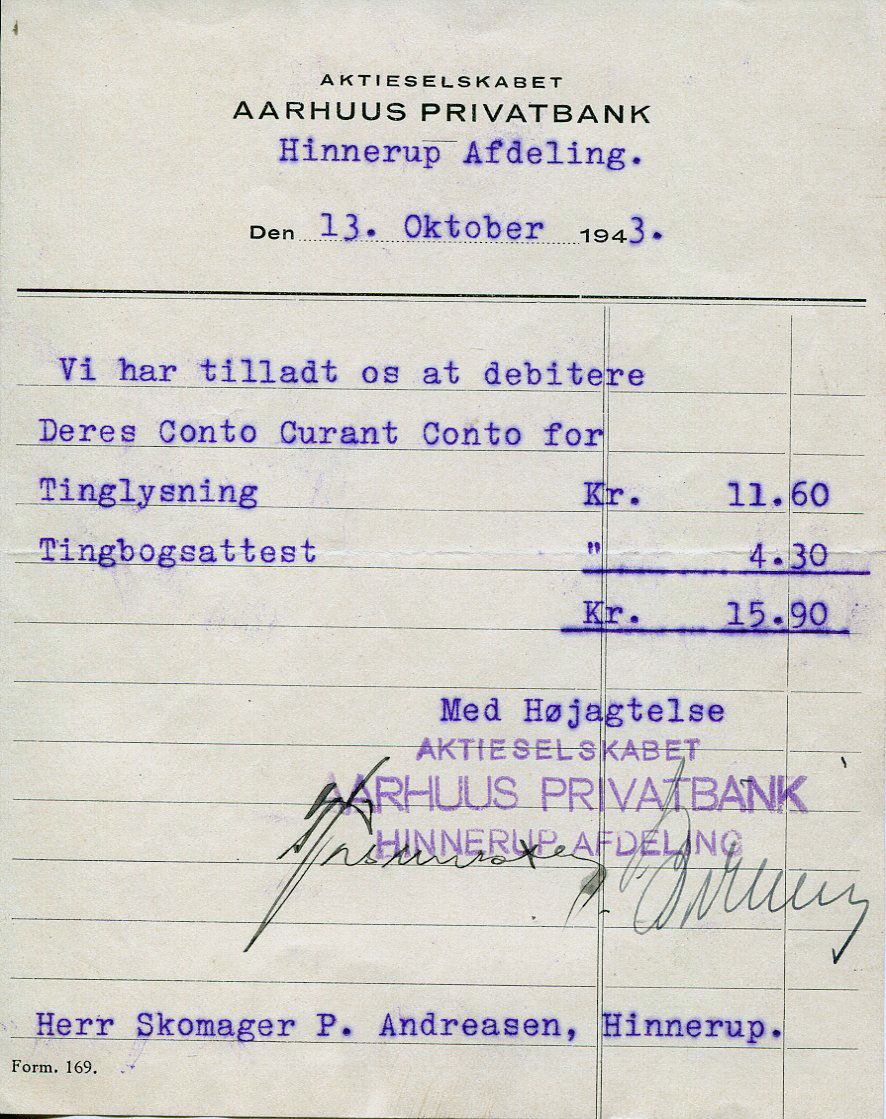 AKTIESELSKABET
AARHUUS PRIVATBANK
Hinnerup Afdeling.
Den 13. Oktober 1943.
Vi har tilladt os at debitere
Deres Conto Curant Conto for
Tinglysning Kr. 11.60
Tingbogsattest " 4.30
Kr. 15.90
Med Højagtelse
AKTIESELSKABET
AARHUUS PRIVATBANK
HINNERUP AFDELING
Herr Skomager P. Andreasen, Hinnerup.
Form. 169.